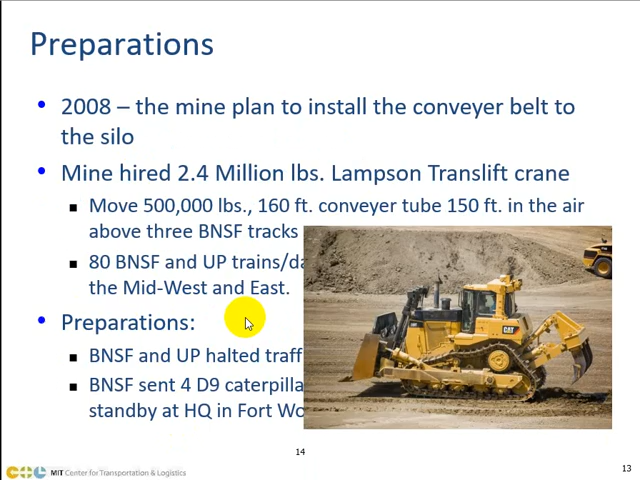 Preparations
• 2008 – the mine plan to install the conveyer belt to
the silo
• Mine hired 2.4 Million lbs. Lampson Translift crane
▪ Move 500,000 lbs., 160 ft. conveyer tube 150 ft. in the air
above three BNSF tracks
▪ 80 BNSF and UP trains/da
the Mid-West and East.
• Preparations:
▪ BNSF and UP halted traff
▪ BNSF sent 4 D9 caterpilla
standby at HQ in Fort Wo
CAT
14
13
MIT Center for Transportation & Logistics